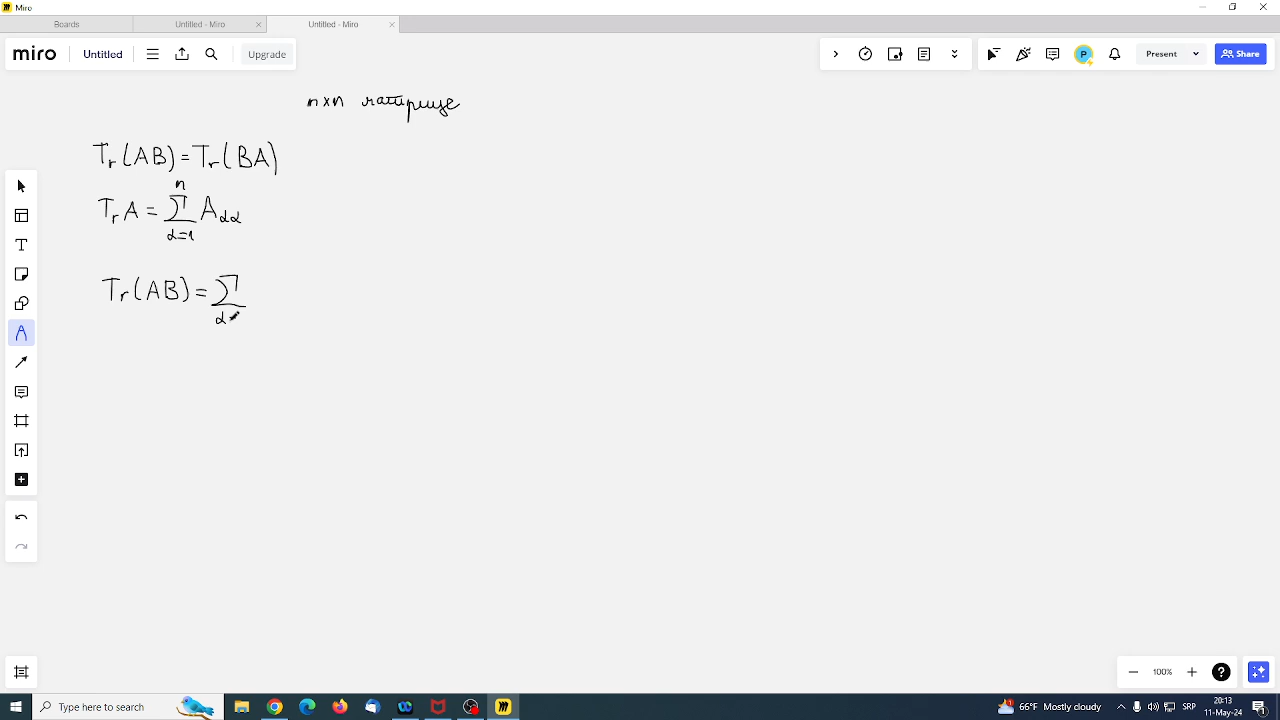 Miro
Boards
Untitled - Miro
Untitled - Miro
miro
Untitled
Upgrade
P
Present
Share
n×n матрице
Tr(AB) = Tr(BA)
n
TrA = ∑ Aαα
α=1
Tr(AB) = ∑
α
100%
Type here to search
66°F Mostly cloudy
SRP
20:13
11-May-24